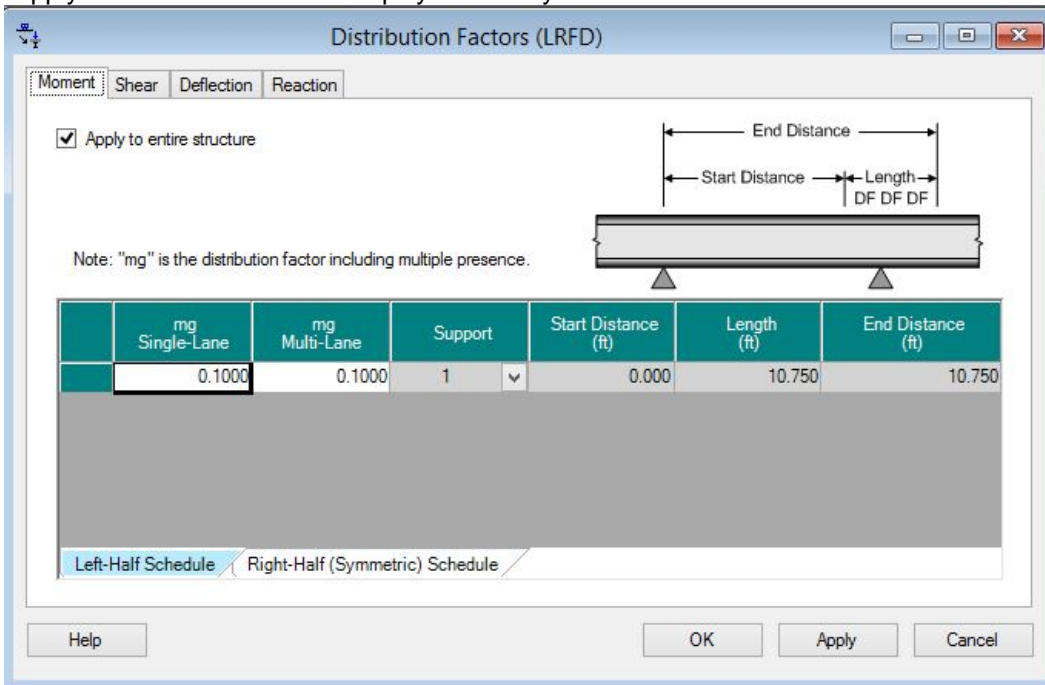 Distribution Factors (LRFD)
Moment Shear Deflection Reaction
Apply to entire structure
End Distance
Start Distance Length
DF DF DF
Note: "mg" is the distribution factor including multiple presence.
mg Single-Lane mg Multi-Lane Support Start Distance (ft) Length (ft) End Distance (ft)
0.1000 0.1000 1 0.000 10.750 10.750
Left-Half Schedule Right-Half (Symmetric) Schedule
Help OK Apply Cancel